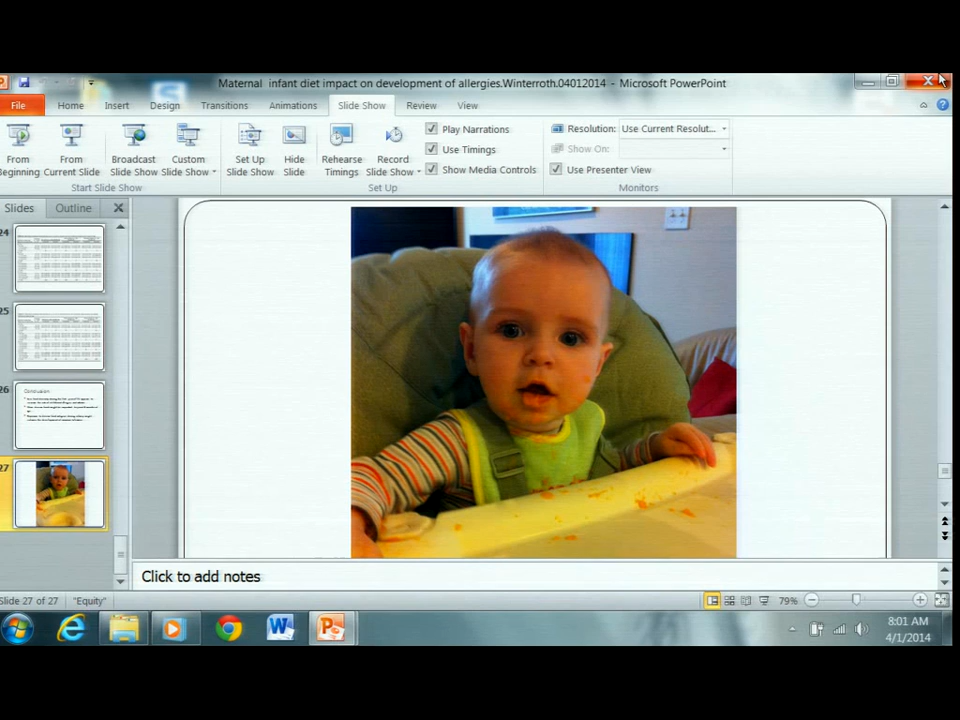 Maternal infant diet impact on development of allergies.Winterroth.04012014 - Microsoft PowerPoint
File Home Insert Design Transitions Animations Slide Show Review View
From Beginning
From Current Slide
Broadcast Slide Show
Custom Slide Show
Set Up Slide Show
Hide Slide
Rehearse Timings
Record Slide Show
Play Narrations
Use Timings
Show Media Controls
Resolution: Use Current Resolut...
Show On:
Use Presenter View
Start Slide Show Set Up Monitors
Slides Outline
24
25
26
Conclusion
27
Click to add notes
Slide 27 of 27 "Equity" 79%
8:01 AM
4/1/2014